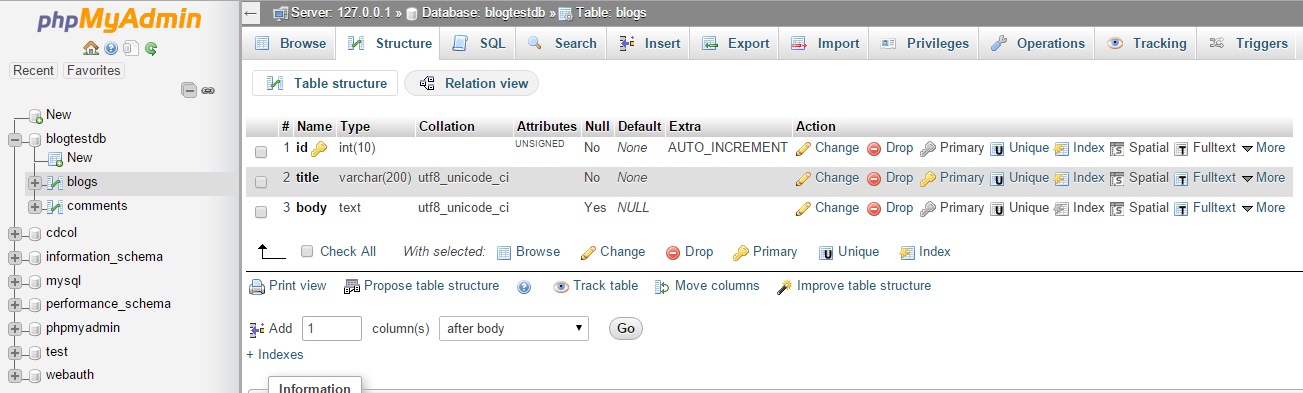 phpMyAdmin
Recent Favorites
New
blogtestdb
New
blogs
comments
cdcol
information_schema
mysql
performance_schema
phpmyadmin
test
webauth
Server: 127.0.0.1 » Database: blogtestdb » Table: blogs
Browse Structure SQL Search Insert Export Import Privileges Operations Tracking Triggers
Table structure Relation view
# Name Type Collation Attributes Null Default Extra Action
1 id int(10) UNSIGNED No None AUTO_INCREMENT Change Drop Primary Unique Index Spatial Fulltext More
2 title varchar(200) utf8_unicode_ci No None Change Drop Primary Unique Index Spatial Fulltext More
3 body text utf8_unicode_ci Yes NULL Change Drop Primary Unique Index Spatial Fulltext More
Check All With selected: Browse Change Drop Primary Unique Index
Print view Propose table structure Track table Move columns Improve table structure
Add 1 column(s) after body Go
+ Indexes
Information